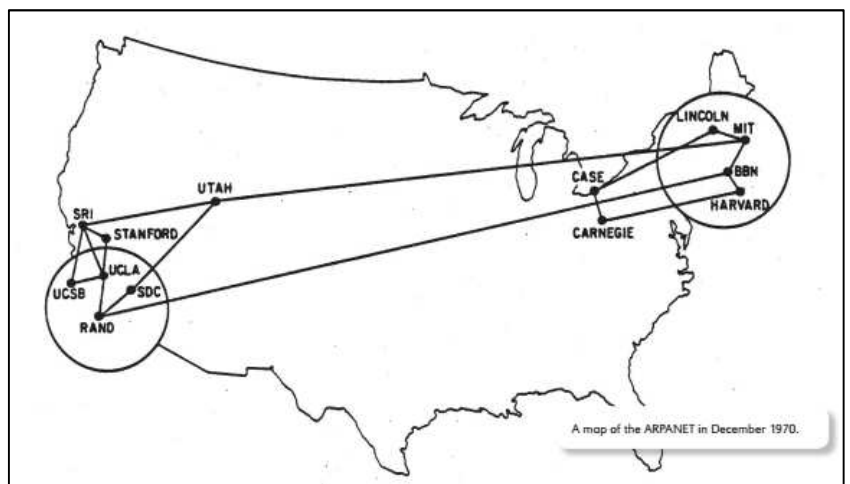 LINCOLN
MIT
BBN
HARVARD
CASE
CARNEGIE
UTAH
SRI
STANFORD
UCLA
UCSB
SDC
RAND
A map of the ARPANET in December 1970.